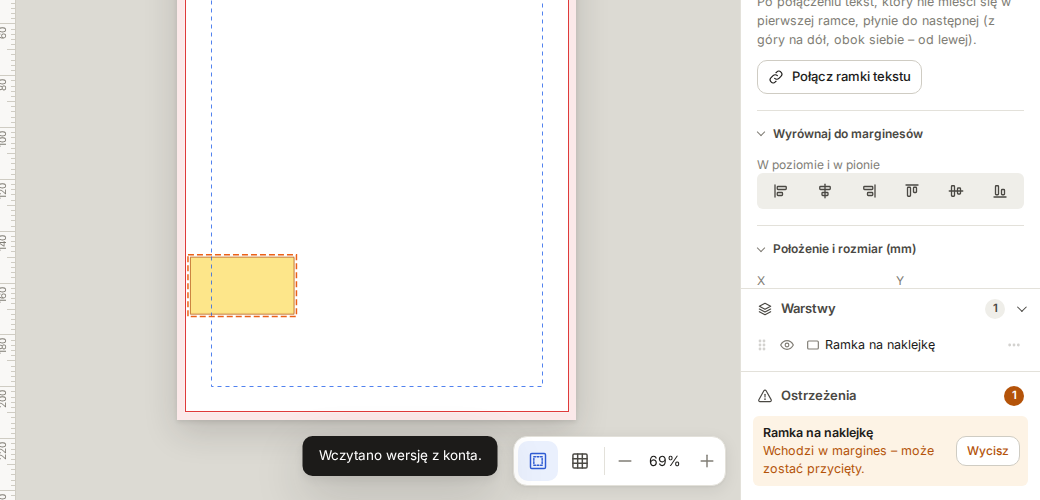 Po połączeniu tekst, który nie mieści się w
pierwszej ramce, płynie do następnej (z
góry na dół, obok siebie – od lewej).
Połącz ramki tekstu
Wyrównaj do marginesów
W poziomie i w pionie
Położenie i rozmiar (mm)
X Y
Warstwy 1
Ramka na naklejkę
Ostrzeżenia 1
Ramka na naklejkę
Wchodzi w margines – może
zostać przycięty.
Wycisz
60
80
100
120
140
160
180
200
220
Wczytano wersję z konta.
69%